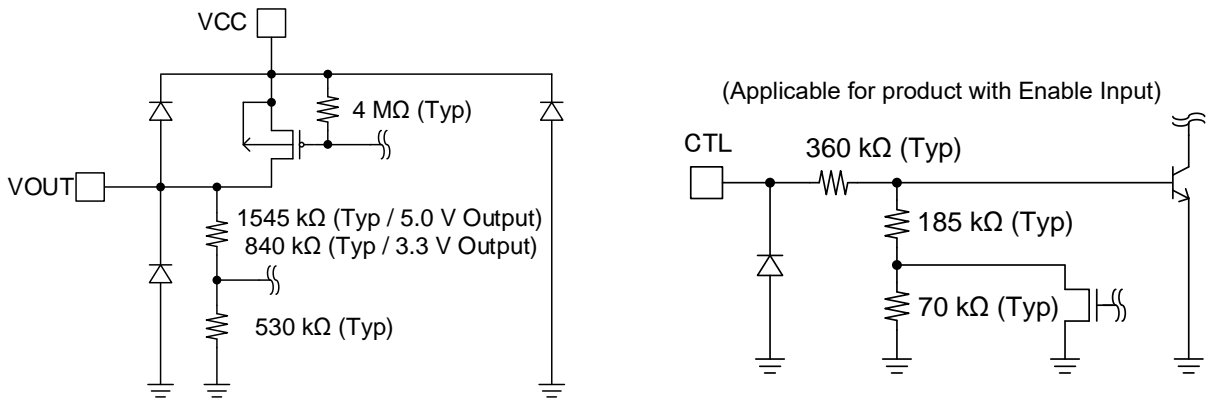 VCC
4 MΩ (Typ)
VOUT
1545 kΩ (Typ / 5.0 V Output)
840 kΩ (Typ / 3.3 V Output)
530 kΩ (Typ)
(Applicable for product with Enable Input)
CTL
360 kΩ (Typ)
185 kΩ (Typ)
70 kΩ (Typ)